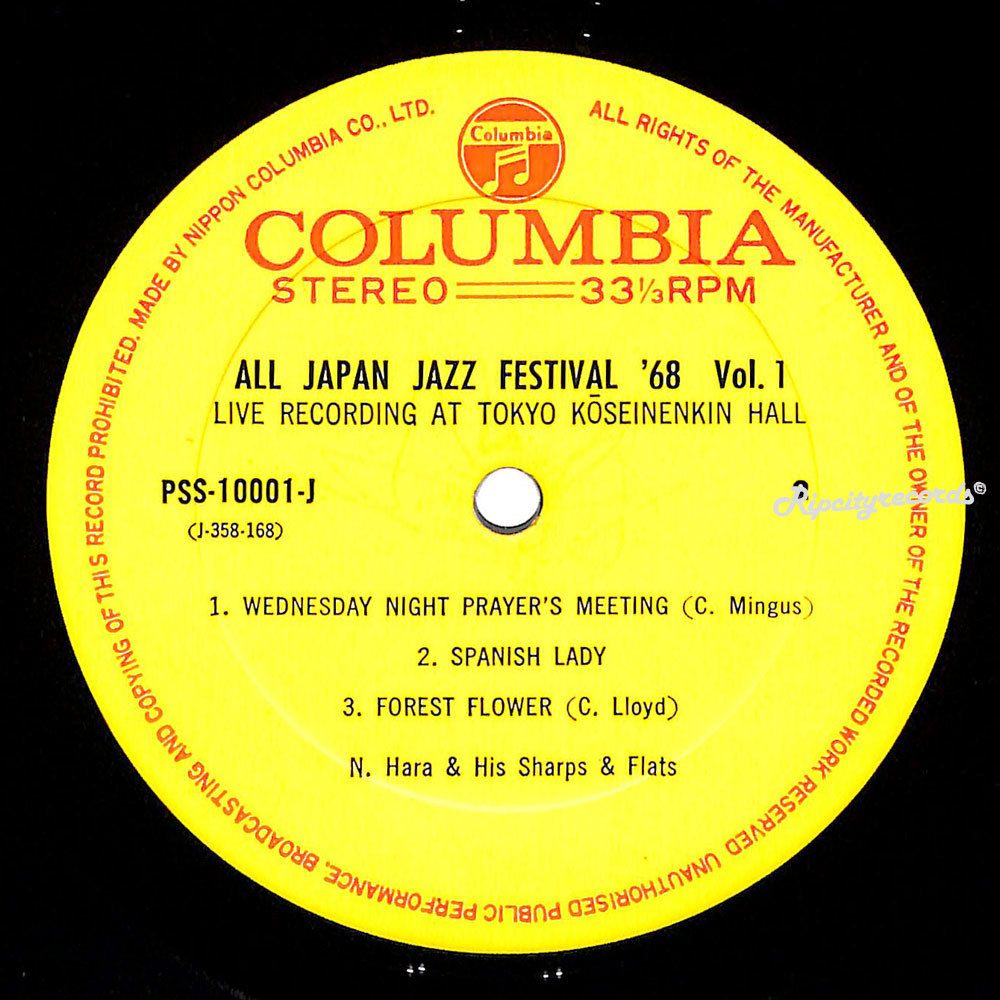 MADE BY NIPPON COLUMBIA CO., LTD.
ALL RIGHTS OF THE MANUFACTURER AND OF THE OWNER OF THE RECORDED WORK RESERVED UNAUTHORISED PUBLIC PERFORMANCE, BROADCASTING AND COPYING OF THIS RECORD PROHIBITED.
Columbia
COLUMBIA
STEREO 33⅓RPM
ALL JAPAN JAZZ FESTIVAL '68 Vol. 1
LIVE RECORDING AT TOKYO KŌSEINENKIN HALL
PSS-10001-J
Ripcityrecords©
(J-358-168)
1. WEDNESDAY NIGHT PRAYER'S MEETING (C. Mingus)
2. SPANISH LADY
3. FOREST FLOWER (C. Lloyd)
N. Hara & His Sharps & Flats